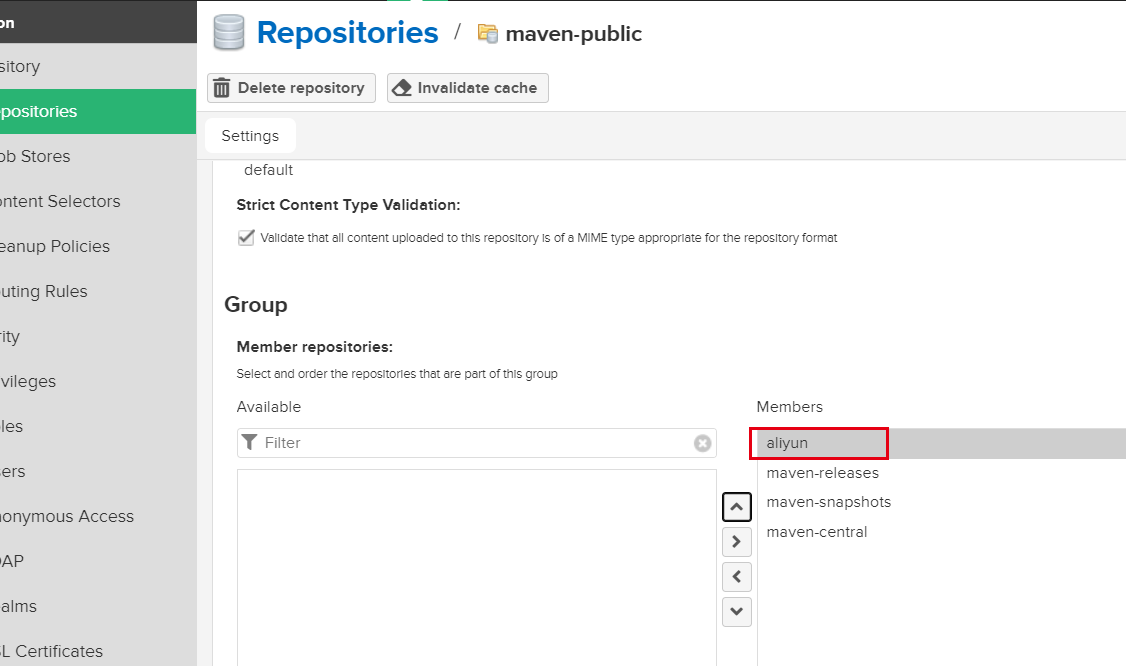 on
Repositories / maven-public
sitory
Delete repository
Invalidate cache
positories
Settings
ob Stores
default
ontent Selectors
Strict Content Type Validation:
Validate that all content uploaded to this repository is of a MIME type appropriate for the repository format
eanup Policies
uting Rules
Group
rity
Member repositories:
Select and order the repositories that are part of this group
vileges
Available
Members
les
Filter
aliyun
ers
maven-releases
maven-snapshots
onymous Access
maven-central
AP
alms
L Certificates